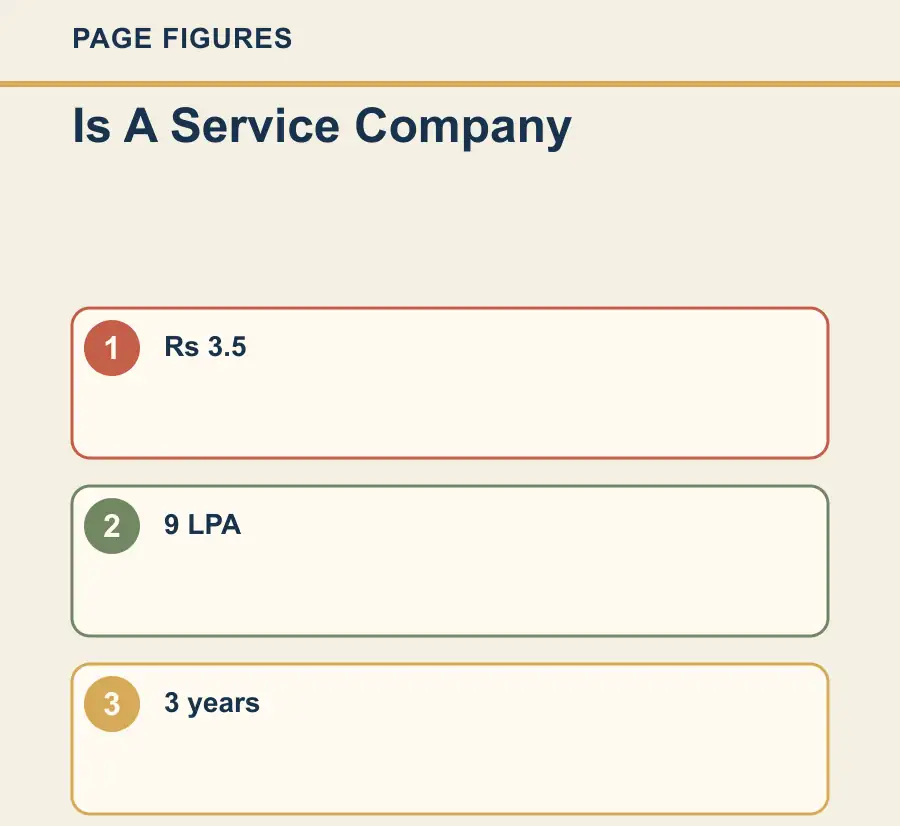 PAGE FIGURES
Is A Service Company
1 Rs 3.5
2 9 LPA
3 3 years